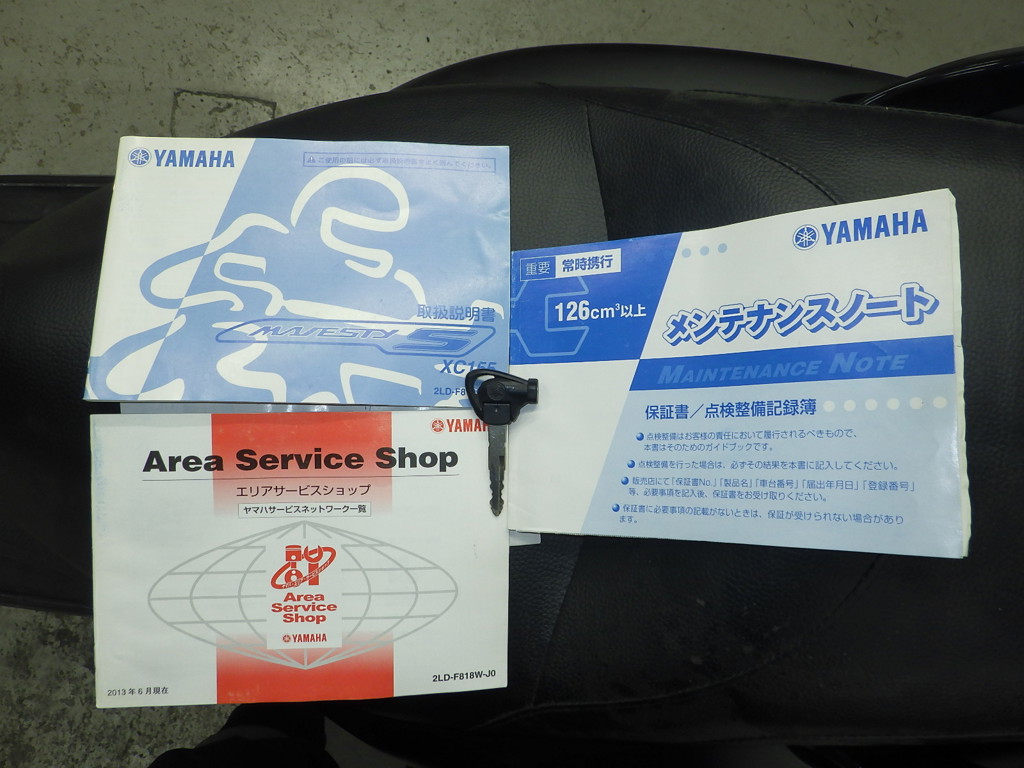 YAMAHA
取扱説明書
MAJESTY S
XC155
2LD-F8
YAMAHA
Area Service Shop
エリアサービスショップ
ヤマハサービスネットワーク一覧
Area
Service
Shop
YAMAHA
2013年6月現在
2LD-F818W-J0
YAMAHA
重要 常時携行
126cm³以上
メンテナンスノート
MAINTENANCE NOTE
保証書／点検整備記録簿
点検整備はお客様の責任において履行されるべきもので、
本書はそのためのガイドブックです。
点検整備を行った場合は、必ずその結果を本書に記入してください。
販売店にて「保証書No.」「製品名」「車台番号」「届出年月日」「登録番号」
等、必要事項を記入後、保証書をお受け取りください。
保証書に必要事項の記載がないときは、保証が受けられない場合があり
ます。